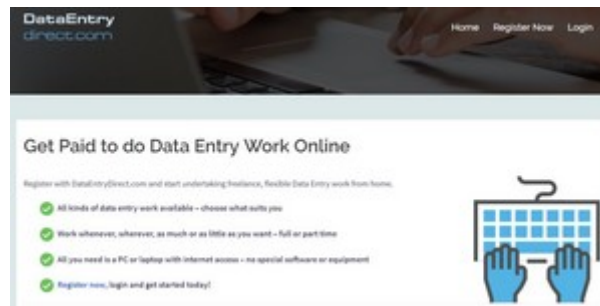 DataEntry
direct.com
Home Register Now Login
Get Paid to do Data Entry Work Online
Register with DataEntryDirect.com and start undertaking freelance, flexible Data Entry work from home.
All kinds of data entry work available – choose what suits you
Work whenever, wherever, as much or as little as you want – full or part time
All you need is a PC or laptop with internet access – no special software or equipment
Register now, login and get started today!